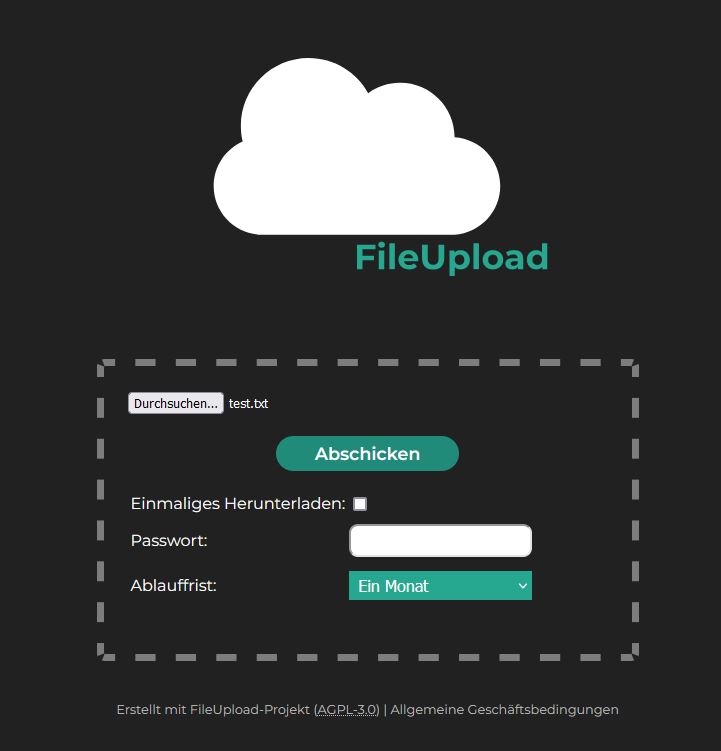 FileUpload
Durchsuchen... test.txt
Abschicken
Einmaliges Herunterladen:
Passwort:
Ablauffrist: Ein Monat
Erstellt mit FileUpload-Projekt (AGPL-3.0) | Allgemeine Geschäftsbedingungen